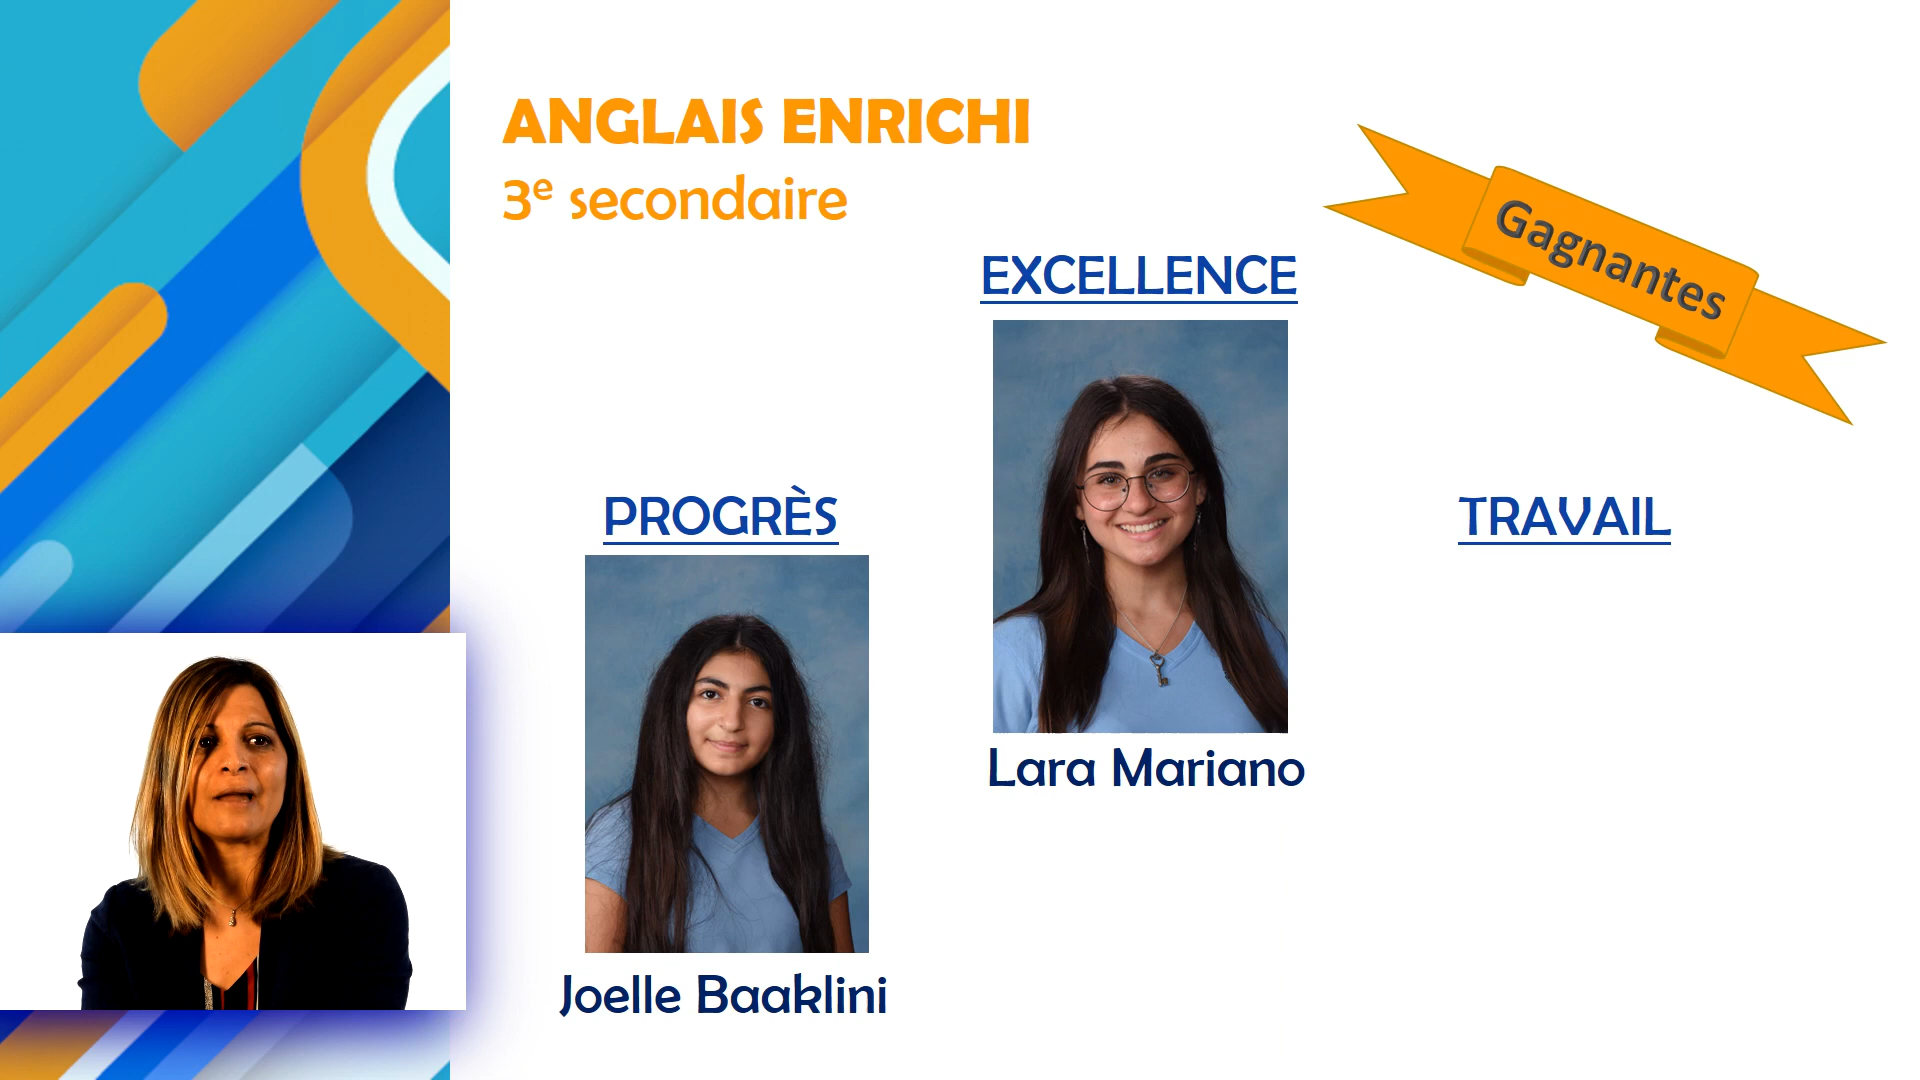 ANGLAIS ENRICHI
3e secondaire
Gagnantes
EXCELLENCE
Lara Mariano
PROGRÈS
Joelle Baaklini
TRAVAIL